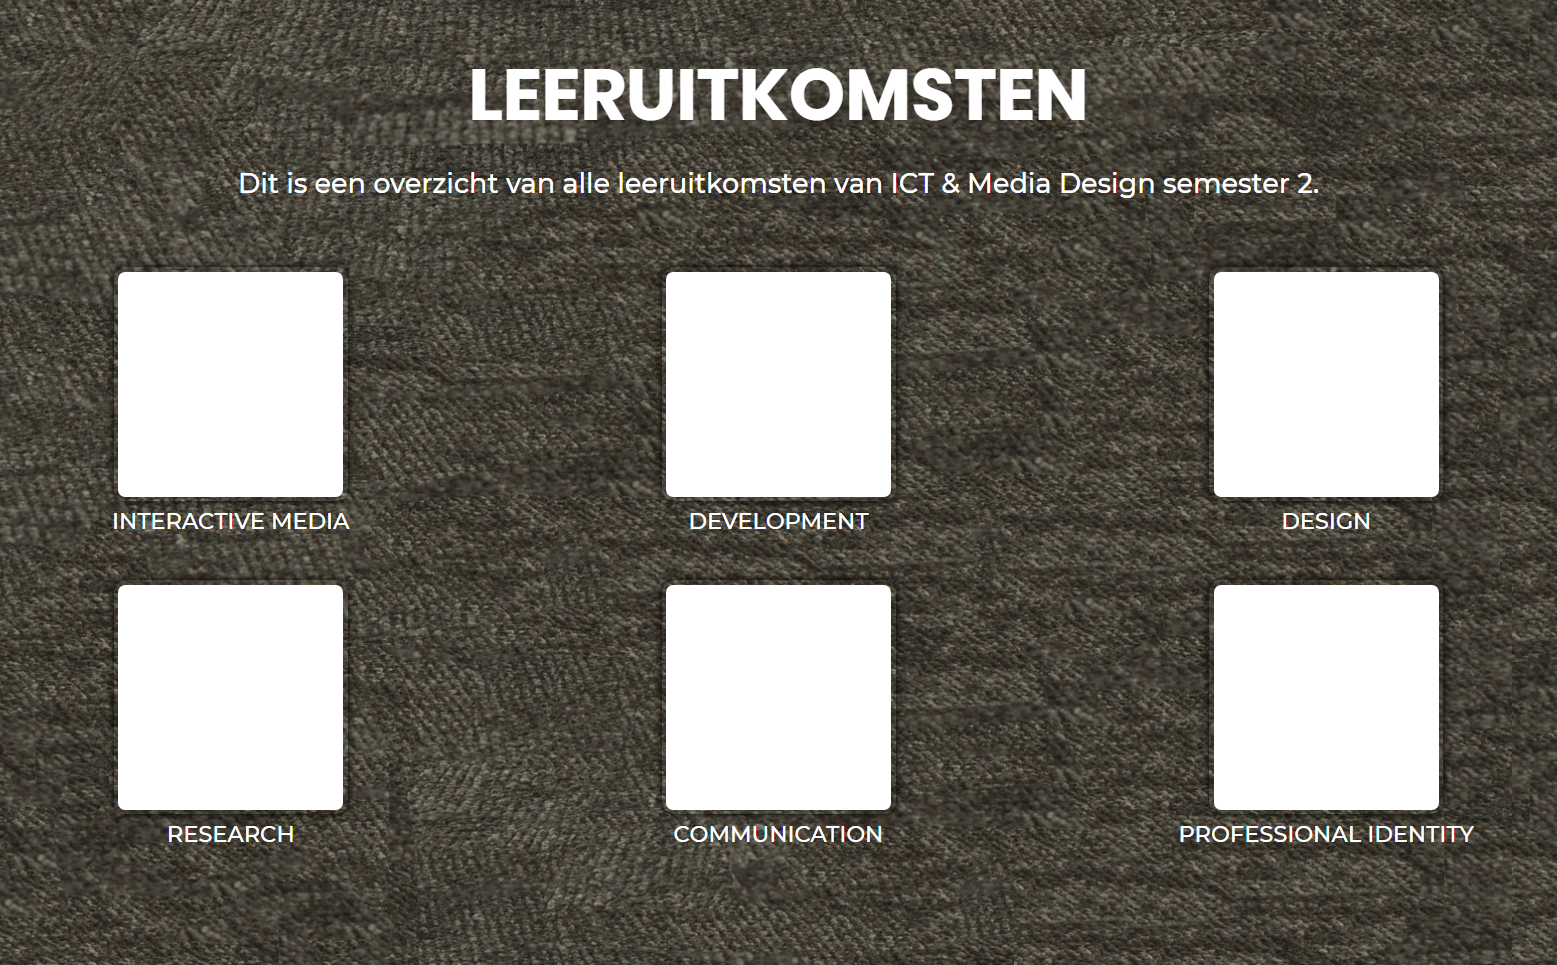 LEERUITKOMSTEN
Dit is een overzicht van alle leeruitkomsten van ICT & Media Design semester 2.
INTERACTIVE MEDIA
DEVELOPMENT
DESIGN
RESEARCH
COMMUNICATION
PROFESSIONAL IDENTITY